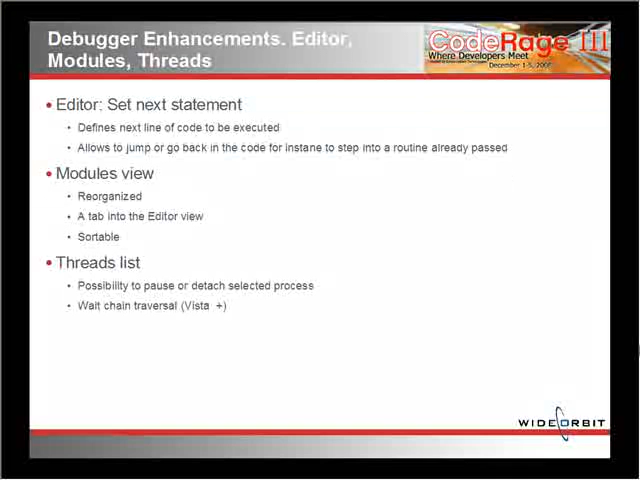 Debugger Enhancements. Editor,
Modules, Threads
CodeRage III
Where Developers Meet
December 1-5, 2008
• Editor: Set next statement
• Defines next line of code to be executed
• Allows to jump or go back in the code for instane to step into a routine already passed
• Modules view
• Reorganized
• A tab into the Editor view
• Sortable
• Threads list
• Possibility to pause or detach selected process
• Wait chain traversal (Vista +)
WIDEORBIT